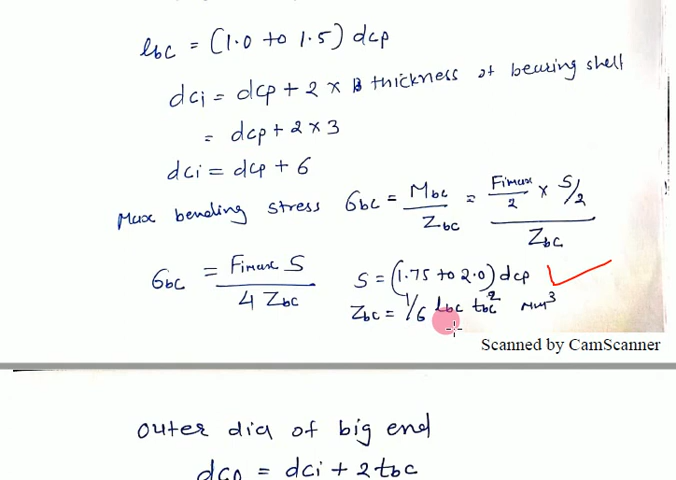 lbc = (1.0 to 1.5) dcp
dci = dcp + 2 × thickness of bearing shell
= dcp + 2 × 3
dci = dcp + 6
Max bending stress σbc = Mbc / Zbc = (Fimax/2 × S/2) / Zbc
σbc = Fimax S / 4 Zbc
S = (1.75 to 2.0) dcp
Zbc = 1/6 lbc tbc² mm³
Scanned by CamScanner
outer dia of big end
dco = dci + 2tbc